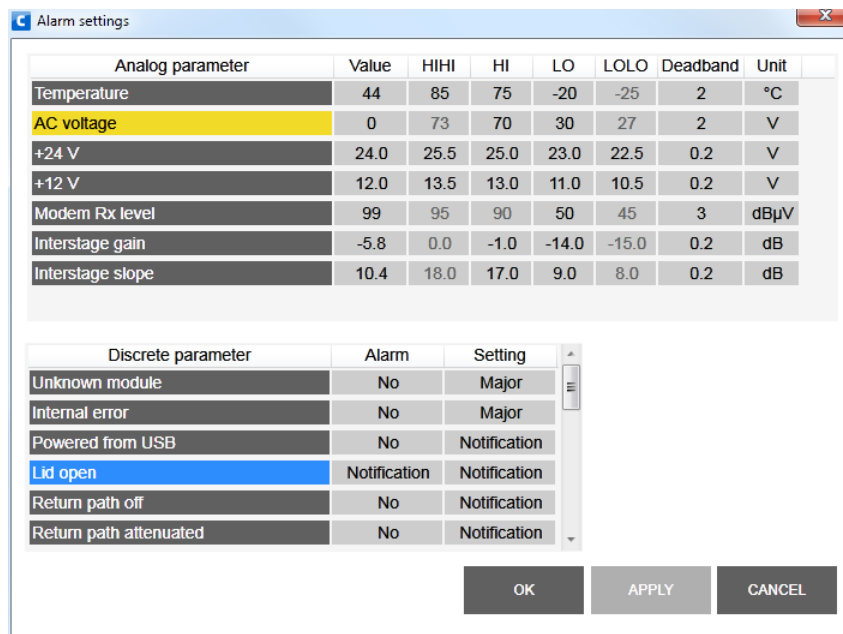 C Alarm settings
Analog parameter Value HIHI HI LO LOLO Deadband Unit
Temperature 44 85 75 -20 -25 2 °C
AC voltage 0 73 70 30 27 2 V
+24 V 24.0 25.5 25.0 23.0 22.5 0.2 V
+12 V 12.0 13.5 13.0 11.0 10.5 0.2 V
Modem Rx level 99 95 90 50 45 3 dBµV
Interstage gain -5.8 0.0 -1.0 -14.0 -15.0 0.2 dB
Interstage slope 10.4 18.0 17.0 9.0 8.0 0.2 dB
Discrete parameter Alarm Setting
Unknown module No Major
Internal error No Major
Powered from USB No Notification
Lid open Notification Notification
Return path off No Notification
Return path attenuated No Notification
OK APPLY CANCEL